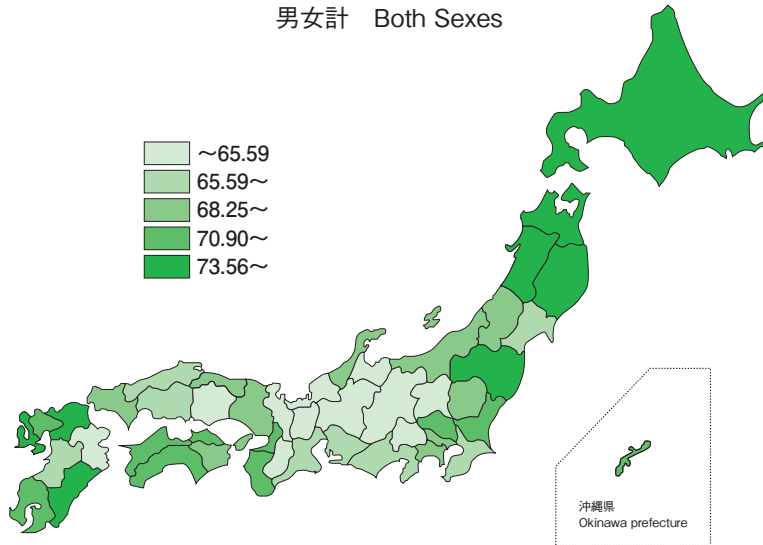 男女計　Both Sexes
～65.59
65.59～
68.25～
70.90～
73.56～
沖縄県
Okinawa prefecture